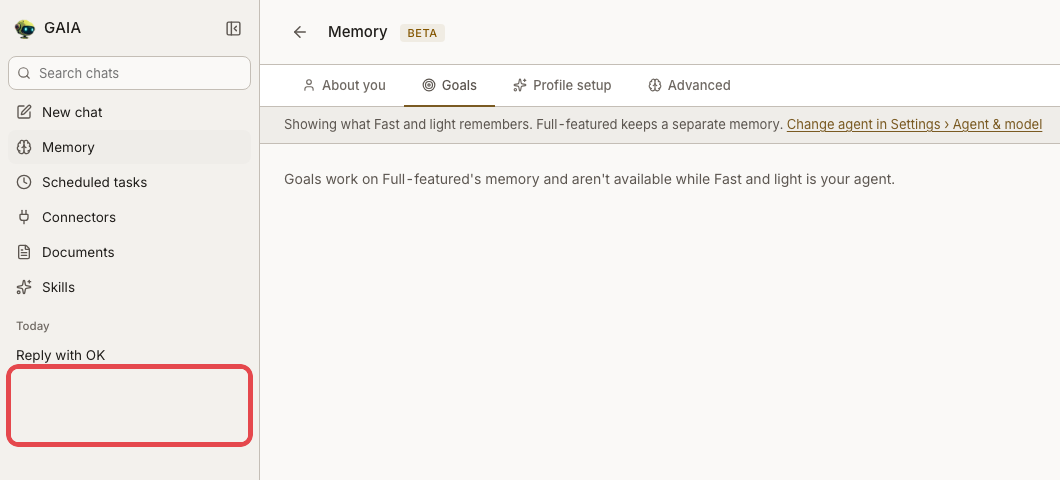 GAIA
Search chats
New chat
Memory
Scheduled tasks
Connectors
Documents
Skills
Today
Reply with OK
Memory BETA
About you Goals Profile setup Advanced
Showing what Fast and light remembers. Full-featured keeps a separate memory. Change agent in Settings › Agent & model
Goals work on Full-featured's memory and aren't available while Fast and light is your agent.